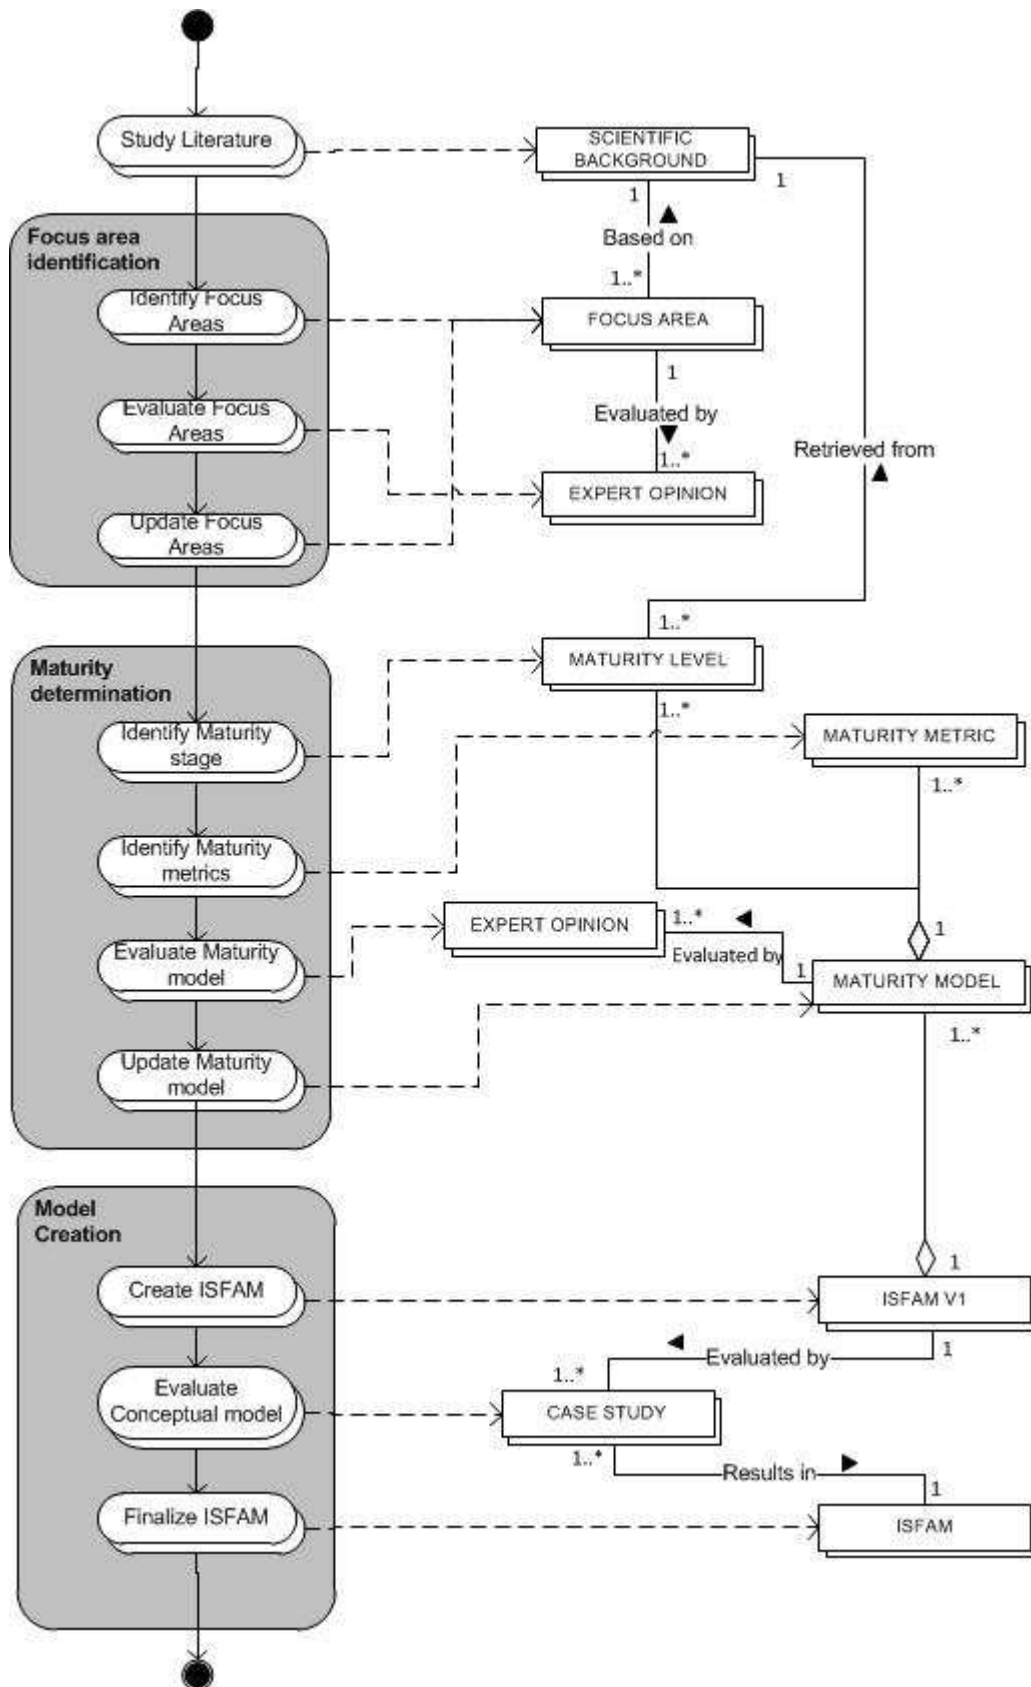 Study Literature
SCIENTIFIC
BACKGROUND
1
1
Based on
1..*
Focus area
identification
Identify Focus
Areas
FOCUS AREA
1
Evaluated by
1..*
Evaluate Focus
Areas
Retrieved from
EXPERT OPINION
Update Focus
Areas
1..*
Maturity
determination
MATURITY LEVEL
1..*
Identify Maturity
stage
MATURITY METRIC
1..*
Identify Maturity
metrics
EXPERT OPINION
1..*
Evaluated by
1
1
Evaluate Maturity
model
MATURITY MODEL
1..*
Update Maturity
model
Model
Creation
1
Create ISFAM
ISFAM V1
1
Evaluated by
1..*
Evaluate
Conceptual model
CASE STUDY
1..*
Results in
1
Finalize ISFAM
ISFAM